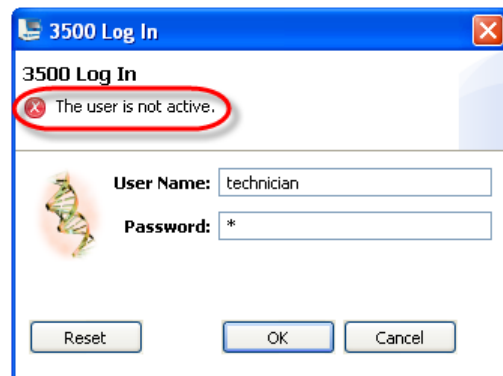 3500 Log In
3500 Log In
The user is not active.
User Name: technician
Password: *
Reset OK Cancel